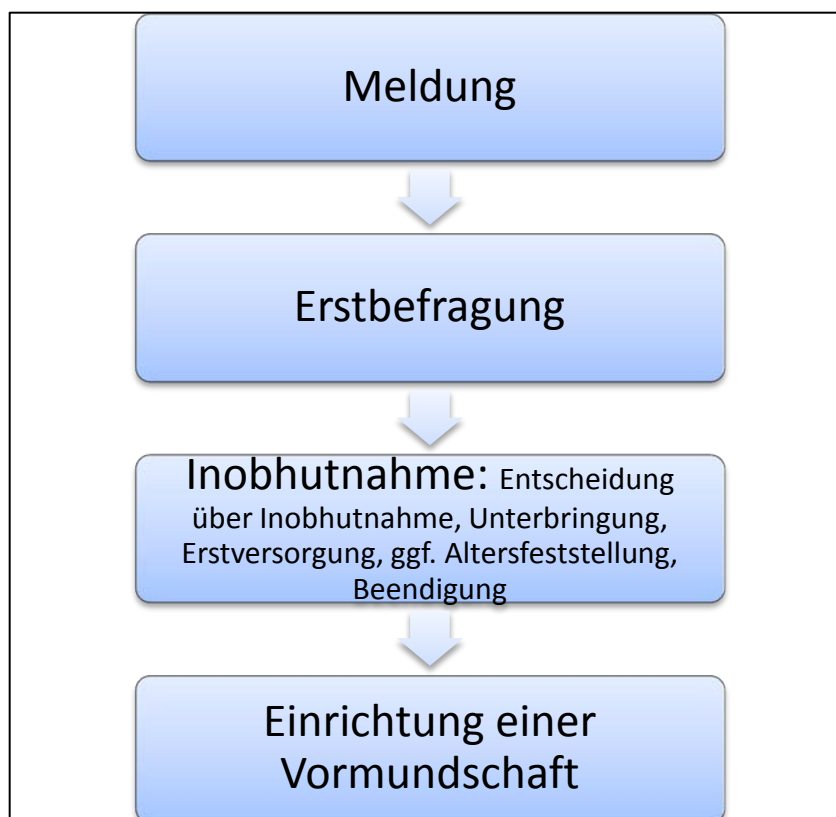 Meldung
Erstbefragung
Inobhutnahme: Entscheidung
über Inobhutnahme, Unterbringung,
Erstversorgung, ggf. Altersfeststellung,
Beendigung
Einrichtung einer
Vormundschaft